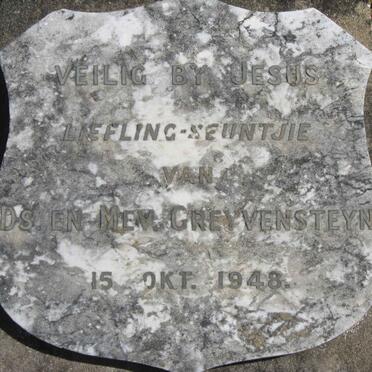 VEILIG BY JESUS
LIEFLING-SEUNTJIE
VAN
DS. EN MEV. GREYVENSTEYN
15. OKT. 1948.